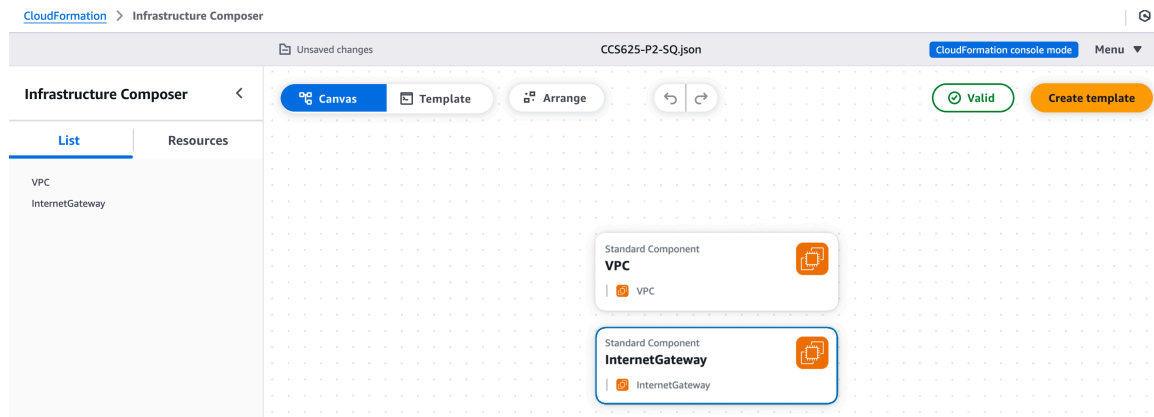 CloudFormation > Infrastructure Composer
Unsaved changes
CCS625-P2-SQ.json
CloudFormation console mode
Menu
Infrastructure Composer
Canvas
Template
Arrange
Valid
Create template
List
Resources
VPC
InternetGateway
Standard Component
VPC
VPC
Standard Component
InternetGateway
InternetGateway